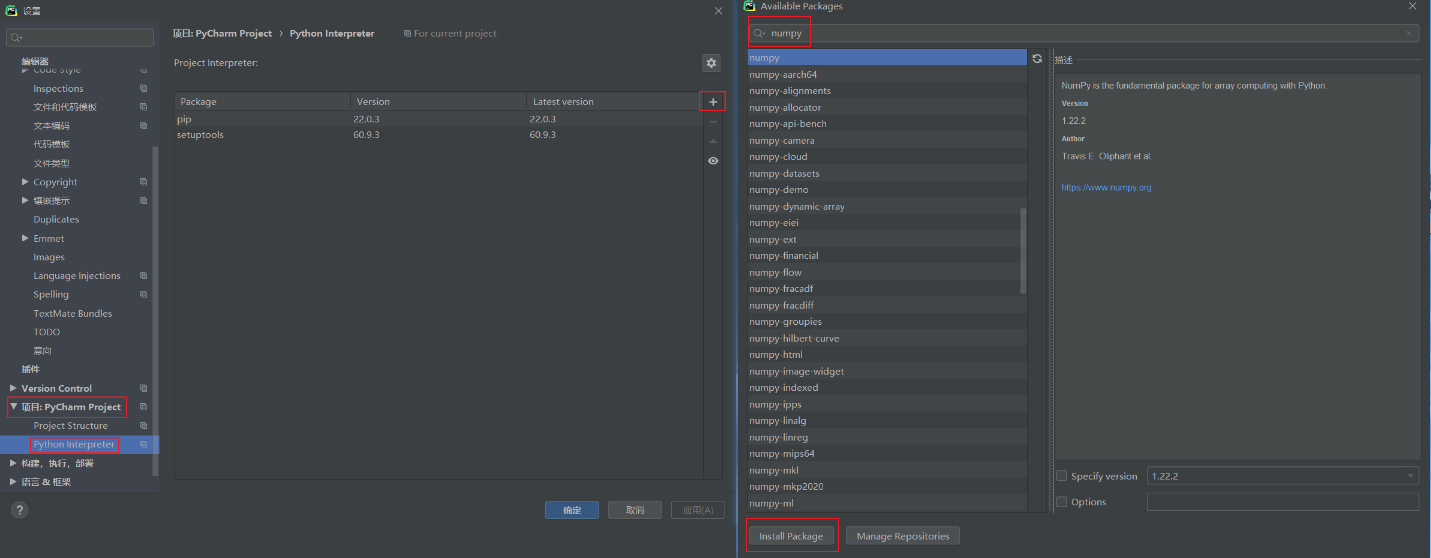 设置
编辑器
Code Style
Inspections
文件和代码模板
文本编码
代码模板
文件类型
Copyright
镶嵌提示
Duplicates
Emmet
Images
Language Injections
Spelling
TextMate Bundles
TODO
意向
插件
Version Control
项目: PyCharm Project
Project Structure
Python Interpreter
构建，执行，部署
语言 & 框架
?
项目: PyCharm Project › Python Interpreter For current project
Project Interpreter:
Package Version Latest version
pip 22.0.3 22.0.3
setuptools 60.9.3 60.9.3
确定 取消 应用(A)
Available Packages
numpy
numpy
numpy-aarch64
numpy-alignments
numpy-allocator
numpy-api-bench
numpy-camera
numpy-cloud
numpy-datasets
numpy-demo
numpy-dynamic-array
numpy-eiei
numpy-ext
numpy-financial
numpy-flow
numpy-fracadf
numpy-fracdiff
numpy-groupies
numpy-hilbert-curve
numpy-html
numpy-image-widget
numpy-indexed
numpy-ipps
numpy-linalg
numpy-linreg
numpy-mips64
numpy-mkl
numpy-mkp2020
numpy-ml
描述
NumPy is the fundamental package for array computing with Python.
Version
1.22.2
Author
Travis E. Oliphant et al.
https://www.numpy.org
Specify version 1.22.2
Options
Install Package Manage Repositories